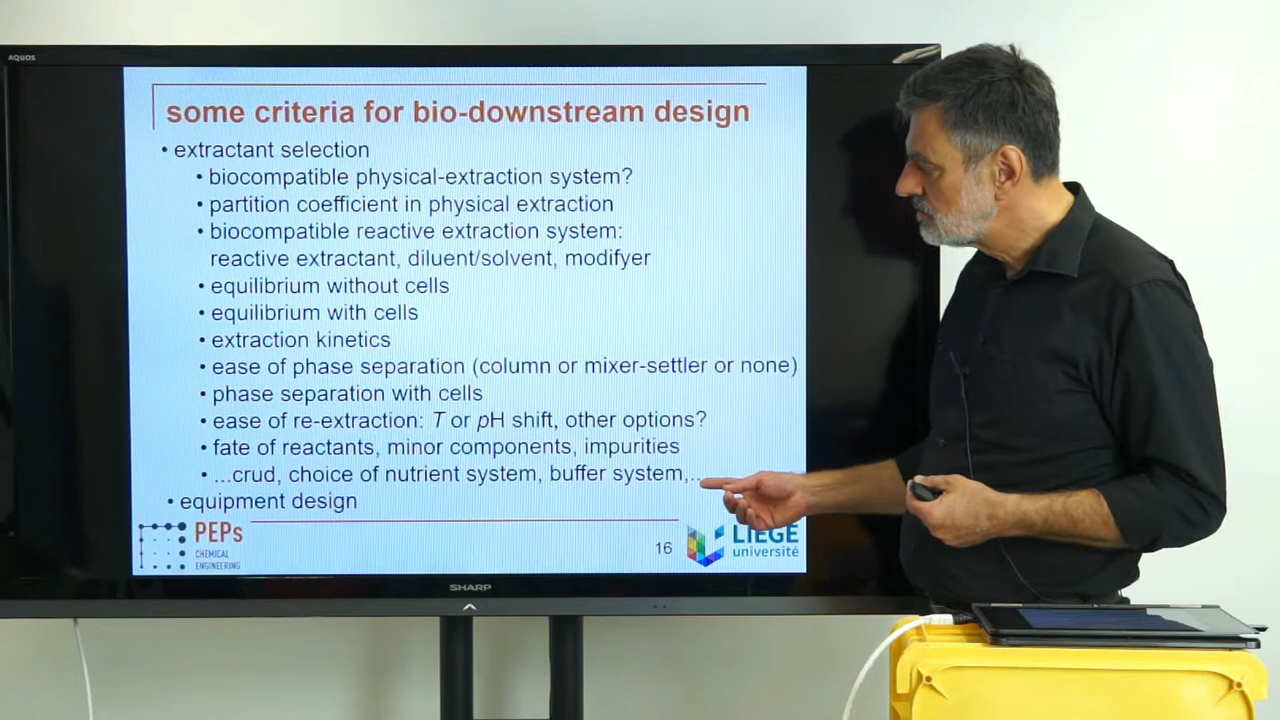 AQUOS
some criteria for bio-downstream design
• extractant selection
• biocompatible physical-extraction system?
• partition coefficient in physical extraction
• biocompatible reactive extraction system:
reactive extractant, diluent/solvent, modifyer
• equilibrium without cells
• equilibrium with cells
• extraction kinetics
• ease of phase separation (column or mixer-settler or none)
• phase separation with cells
• ease of re-extraction: T or pH shift, other options?
• fate of reactants, minor components, impurities
• ...crud, choice of nutrient system, buffer system,...
• equipment design
PEPs
CHEMICAL
ENGINEERING
16
LIÈGE
université
SHARP